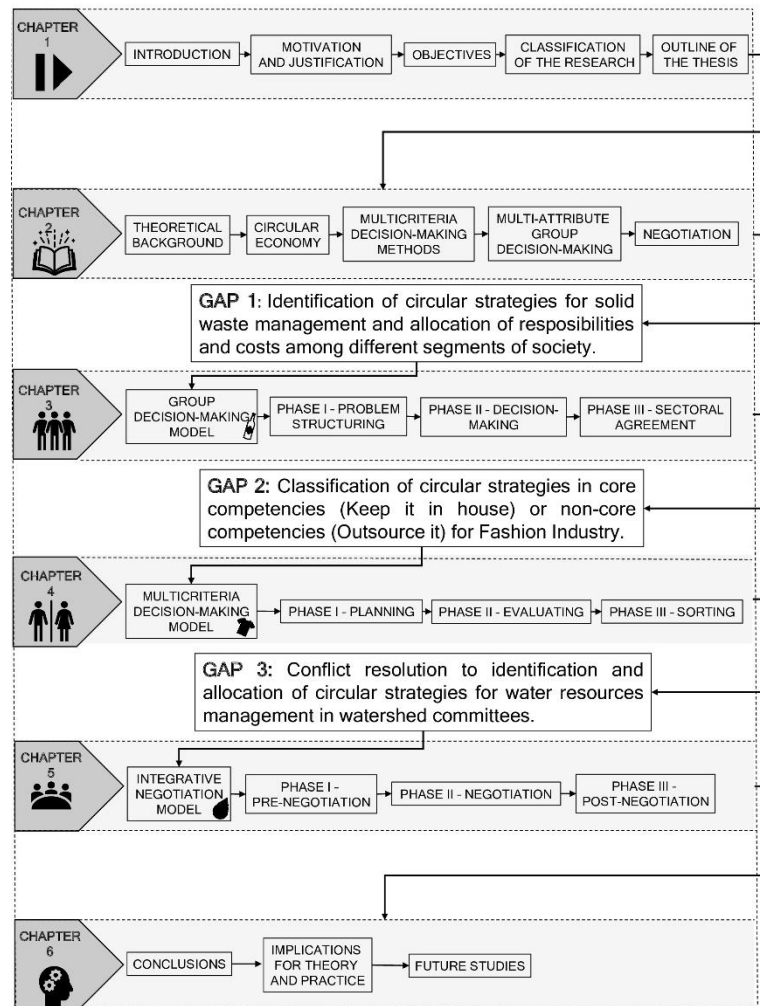 CHAPTER
1
INTRODUCTION
MOTIVATION
AND JUSTIFICATION
OBJECTIVES
CLASSIFICATION
OF THE RESEARCH
OUTLINE OF
THE THESIS
CHAPTER
2
THEORETICAL
BACKGROUND
CIRCULAR
ECONOMY
MULTICRITERIA
DECISION-MAKING
METHODS
MULTI-ATTRIBUTE
GROUP
DECISION-MAKING
NEGOTIATION
GAP 1: Identification of circular strategies for solid
waste management and allocation of resposibilities
and costs among different segments of society.
CHAPTER
3
GROUP
DECISION-MAKING
MODEL
PHASE I - PROBLEM
STRUCTURING
PHASE II - DECISION-
MAKING
PHASE III - SECTORAL
AGREEMENT
GAP 2: Classification of circular strategies in core
competencies (Keep it in house) or non-core
competencies (Outsource it) for Fashion Industry.
CHAPTER
4
MULTICRITERIA
DECISION-MAKING
MODEL
PHASE I - PLANNING
PHASE II - EVALUATING
PHASE III - SORTING
GAP 3: Conflict resolution to identification and
allocation of circular strategies for water resources
management in watershed committees.
CHAPTER
5
INTEGRATIVE
NEGOTIATION
MODEL
PHASE I -
PRE-NEGOTIATION
PHASE II - NEGOTIATION
PHASE III -
POST-NEGOTIATION
CHAPTER
6
CONCLUSIONS
IMPLICATIONS
FOR THEORY
AND PRACTICE
FUTURE STUDIES